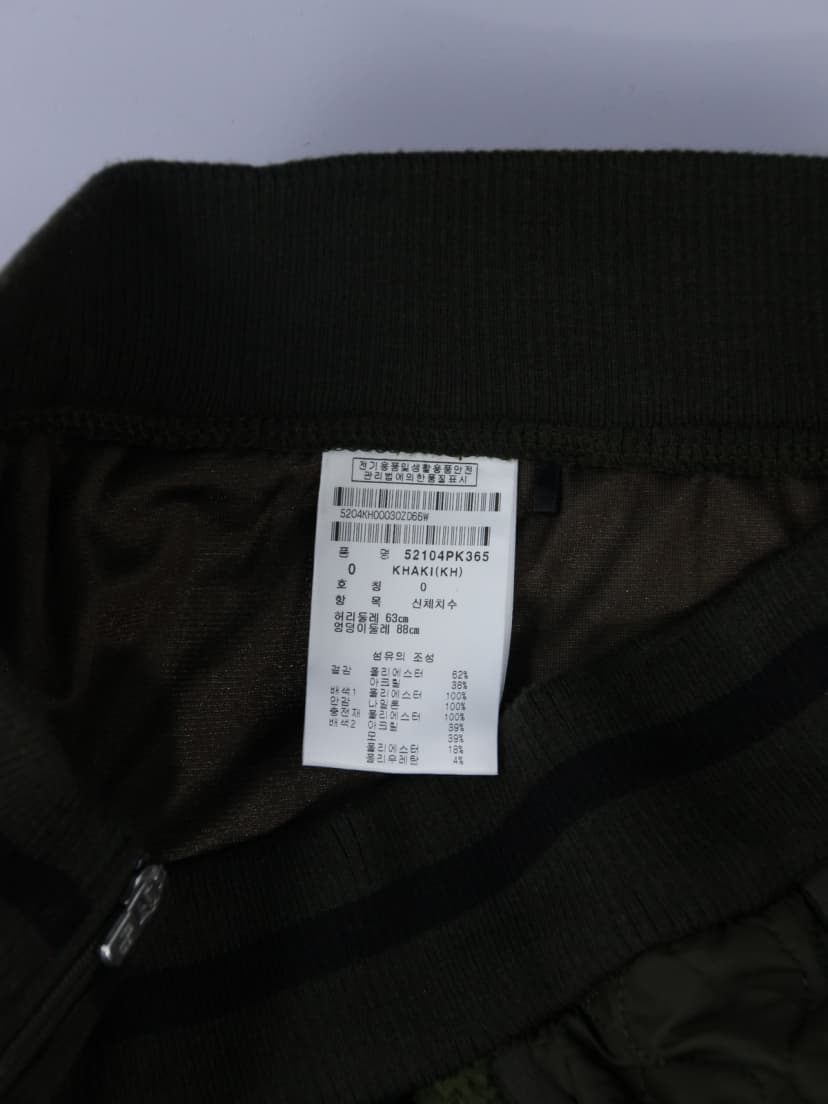 전기용품및생활용품안전
관리법에의한품질표시
5204KH00030ZD66W
품 명 52104PK365
0 KHAKI(KH)
호 칭 0
항 목 신체치수
허리둘레 63㎝
엉덩이둘레 88㎝
섬유의 조성
겉감 폴리에스터 62%
아크릴 38%
배색1 폴리에스터 100%
안감 나일론 100%
충전재 폴리에스터 100%
배색2 아크릴 39%
모 39%
폴리에스터 18%
폴리우레탄 4%